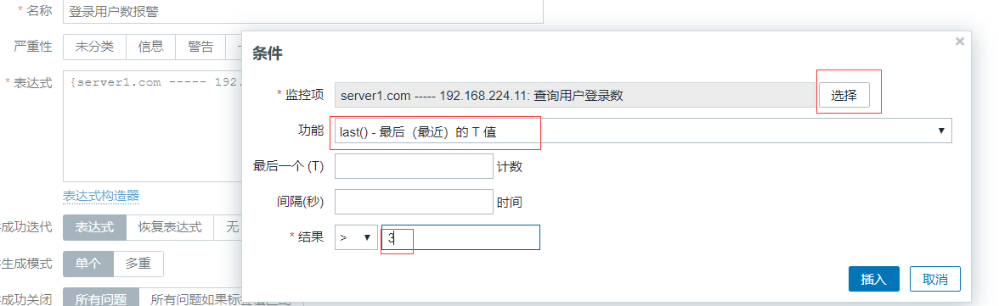 * 名称 登录用户数报警
严重性 未分类 信息 警告
* 表达式 {server1.com ----- 192.
表达式构造器
成功迭代 表达式 恢复表达式 无
生成模式 单个 多重
成功关闭 所有问题 所有问题如果标签值匹配
条件 ×
* 监控项 server1.com ----- 192.168.224.11: 查询用户登录数 选择
功能 last() - 最后（最近）的 T 值 ▼
最后一个 (T) 计数
间隔(秒) 时间
* 结果 > ▼ 3
插入 取消